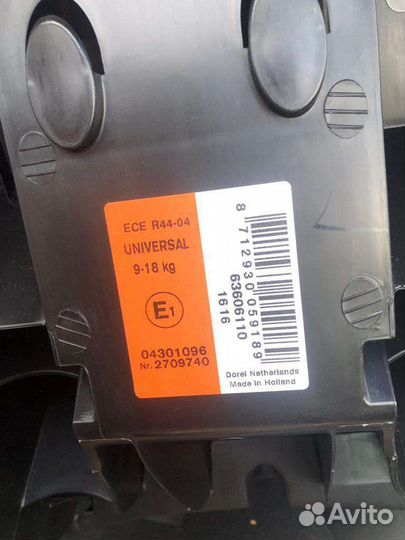 ECE R44-04
UNIVERSAL
9-18 kg
E1
04301096
Nr. 2709740
8 712930 059189
63606110
1616
Dorel Netherlands
Made in Holland
Avito